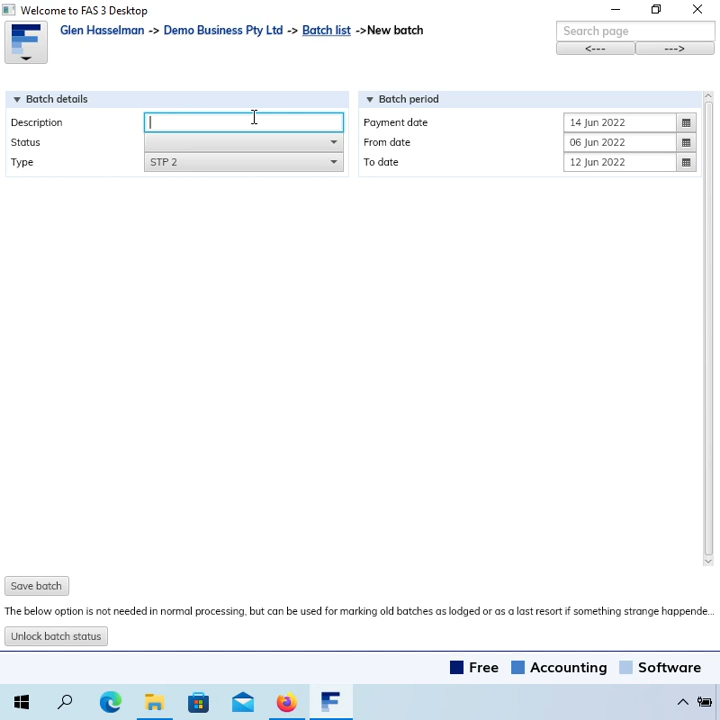 Welcome to FAS 3 Desktop
Glen Hasselman -> Demo Business Pty Ltd -> Batch list ->New batch
Search page
<---
--->
Batch details
Description
Status
Type
STP 2
Batch period
Payment date
14 Jun 2022
From date
06 Jun 2022
To date
12 Jun 2022
Save batch
The below option is not needed in normal processing, but can be used for marking old batches as lodged or as a last resort if something strange happende...
Unlock batch status
Free
Accounting
Software